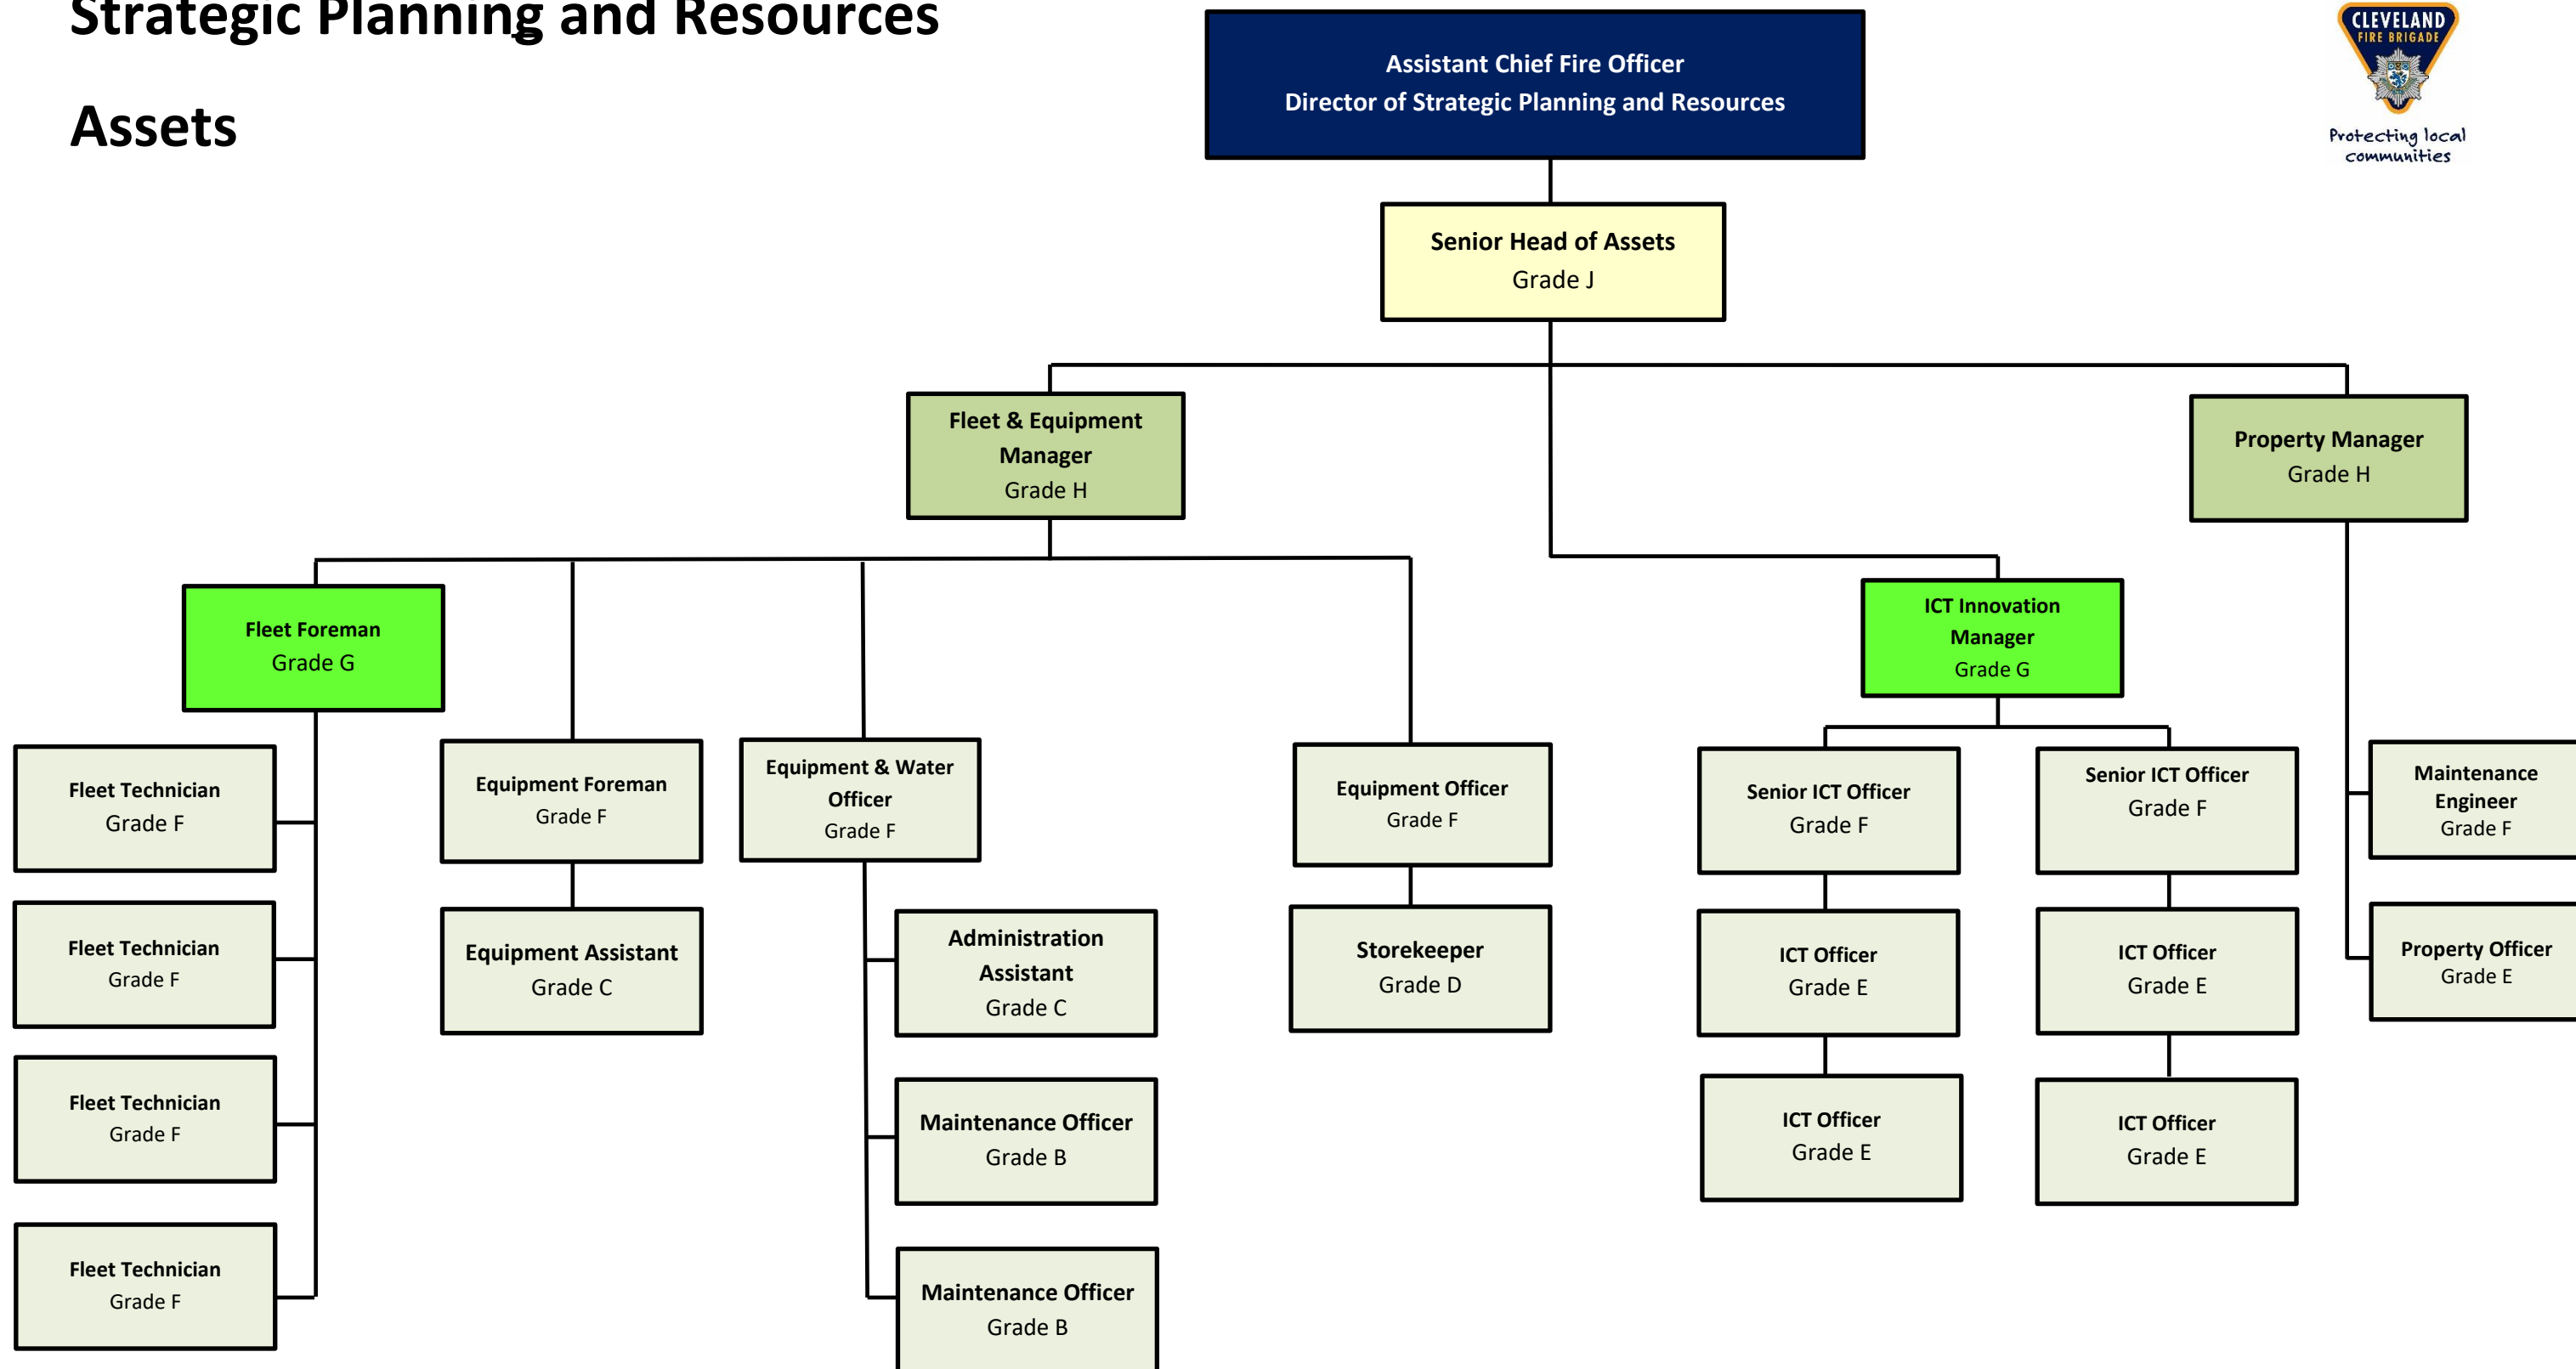 Strategic Planning and Resources
Assets
Assistant Chief Fire Officer
Director of Strategic Planning and Resources
CLEVELAND
FIRE BRIGADE
Protecting local
communities
Senior Head of Assets
Grade J
Fleet & Equipment
Manager
Grade H
Property Manager
Grade H
Fleet Foreman
Grade G
ICT Innovation
Manager
Grade G
Fleet Technician
Grade F
Equipment Foreman
Grade F
Equipment & Water
Officer
Grade F
Equipment Officer
Grade F
Senior ICT Officer
Grade F
Senior ICT Officer
Grade F
Maintenance
Engineer
Grade F
Fleet Technician
Grade F
Equipment Assistant
Grade C
Administration
Assistant
Grade C
Storekeeper
Grade D
ICT Officer
Grade E
ICT Officer
Grade E
Property Officer
Grade E
Fleet Technician
Grade F
Maintenance Officer
Grade B
ICT Officer
Grade E
ICT Officer
Grade E
Fleet Technician
Grade F
Maintenance Officer
Grade B